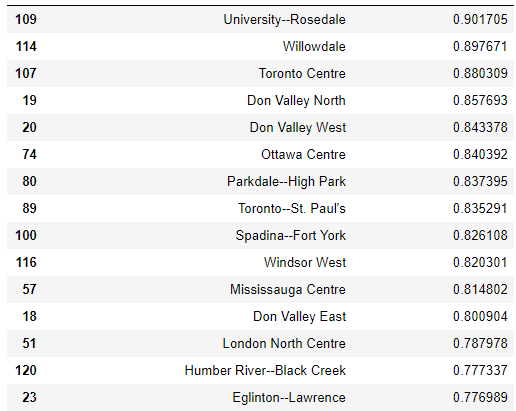 109 University--Rosedale 0.901705
114 Willowdale 0.897671
107 Toronto Centre 0.880309
19 Don Valley North 0.857693
20 Don Valley West 0.843378
74 Ottawa Centre 0.840392
80 Parkdale--High Park 0.837395
89 Toronto--St. Paul's 0.835291
100 Spadina--Fort York 0.826108
116 Windsor West 0.820301
57 Mississauga Centre 0.814802
18 Don Valley East 0.800904
51 London North Centre 0.787978
120 Humber River--Black Creek 0.777337
23 Eglinton--Lawrence 0.776989